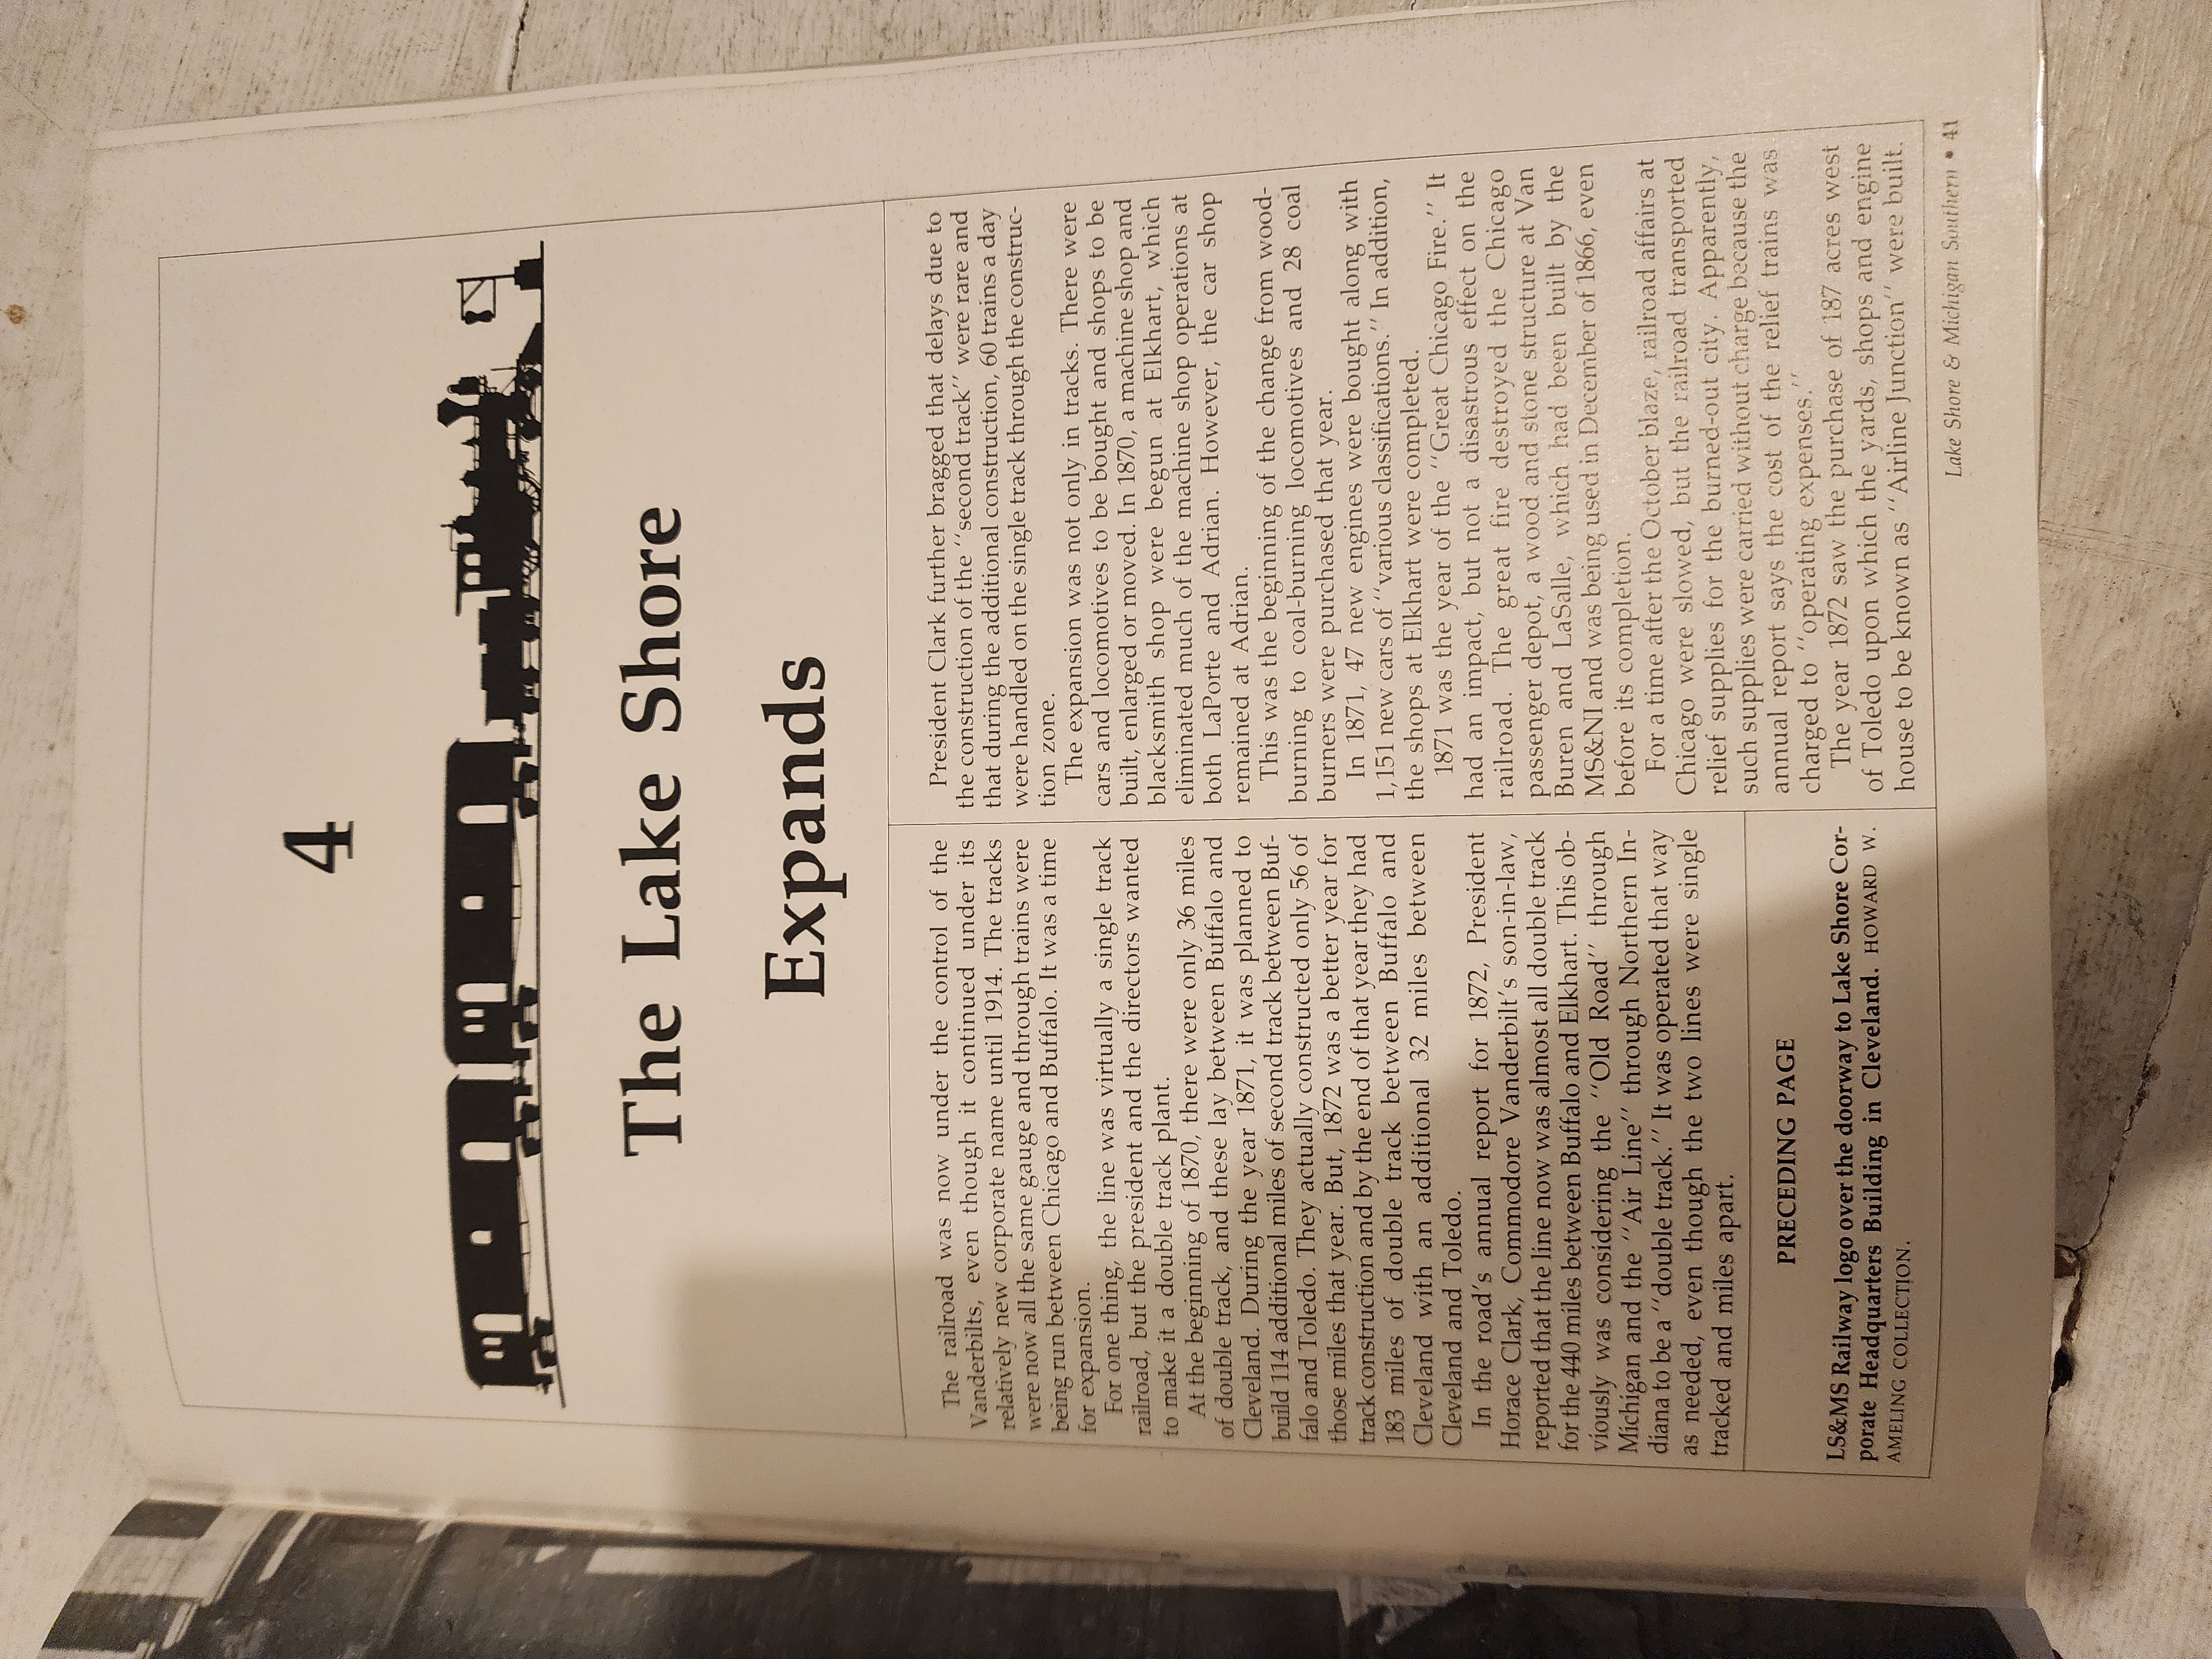 4
The Lake Shore
Expands
The railroad was now under the control of the
Vanderbilts, even though it continued under its
relatively new corporate name until 1914. The tracks
were now all the same gauge and through trains were
being run between Chicago and Buffalo. It was a time
for expansion.
For one thing, the line was virtually a single track
railroad, but the president and the directors wanted
to make it a double track plant.
At the beginning of 1870, there were only 36 miles
of double track, and these lay between Buffalo and
Cleveland. During the year 1871, it was planned to
build 114 additional miles of second track between Buf-
falo and Toledo. They actually constructed only 56 of
those miles that year. But, 1872 was a better year for
track construction and by the end of that year they had
183 miles of double track between Buffalo and
Cleveland with an additional 32 miles between
Cleveland and Toledo.
In the road's annual report for 1872, President
Horace Clark, Commodore Vanderbilt's son-in-law,
reported that the line now was almost all double track
for the 440 miles between Buffalo and Elkhart. This ob-
viously was considering the "Old Road" through
Michigan and the "Air Line" through Northern In-
diana to be a "double track." It was operated that way
as needed, even though the two lines were single
tracked and miles apart.
PRECEDING PAGE
LS&MS Railway logo over the doorway to Lake Shore Cor-
porate Headquarters Building in Cleveland. HOWARD W.
AMELING COLLECTION.
President Clark further bragged that delays due to
the construction of the "second track" were rare and
that during the additional construction, 60 trains a day
were handled on the single track through the construc-
tion zone.
The expansion was not only in tracks. There were
cars and locomotives to be bought and shops to be
built, enlarged or moved. In 1870, a machine shop and
blacksmith shop were begun at Elkhart, which
eliminated much of the machine shop operations at
both LaPorte and Adrian. However, the car shop
remained at Adrian.
This was the beginning of the change from wood-
burning to coal-burning locomotives and 28 coal
burners were purchased that year.
In 1871, 47 new engines were bought along with
1,151 new cars of "various classifications." In addition,
the shops at Elkhart were completed.
1871 was the year of the "Great Chicago Fire." It
had an impact, but not a disastrous effect on the
railroad. The great fire destroyed the Chicago
passenger depot, a wood and stone structure at Van
Buren and LaSalle, which had been built by the
MS&NI and was being used in December of 1866, even
before its completion.
For a time after the October blaze, railroad affairs at
Chicago were slowed, but the railroad transported
relief supplies for the burned-out city. Apparently,
such supplies were carried without charge because the
annual report says the cost of the relief trains was
charged to "operating expenses."
The year 1872 saw the purchase of 187 acres west
of Toledo upon which the yards, shops and engine
house to be known as "Airline Junction" were built.
Lake Shore & Michigan Southern • 41